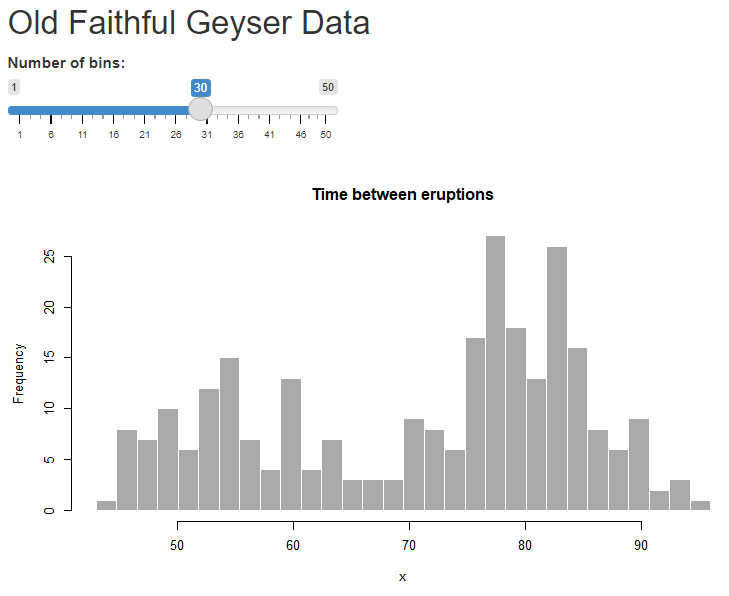 Old Faithful Geyser Data
Number of bins:
1 30 50
1 6 11 16 21 26 31 36 41 46 50
Time between eruptions
Frequency
25
20
15
10
5
0
50 60 70 80 90
x